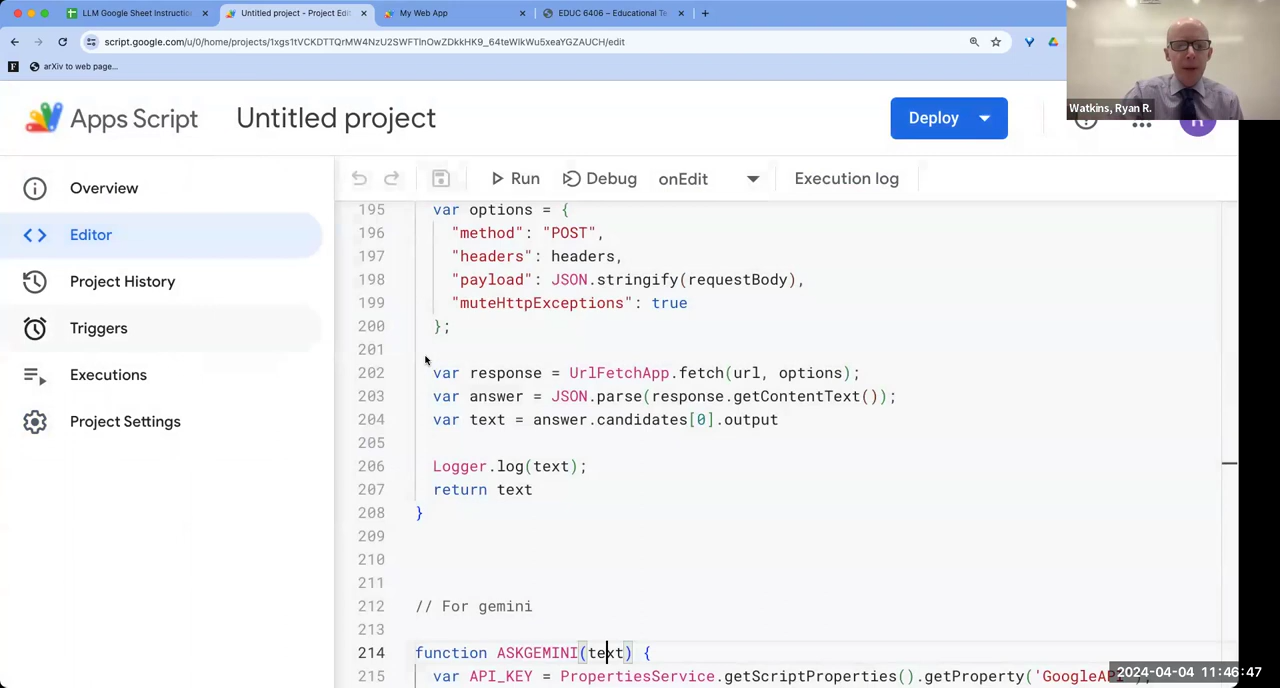 LLM Google Sheet Instructic
Untitled project - Project Edit
My Web App
EDUC 6406 – Educational Te
script.google.com/u/0/home/projects/1xgs1tVCKDTTQrMW4NzU2SWFTlnOwZDkkHK9_64teWlkWu5xeaYGZAUCH/edit
arXiv to web page...
Watkins, Ryan R.
Apps Script
Untitled project
Deploy
Overview
Editor
Project History
Triggers
Executions
Project Settings
Run
Debug
onEdit
Execution log
195 var options = {
196 "method": "POST",
197 "headers": headers,
198 "payload": JSON.stringify(requestBody),
199 "muteHttpExceptions": true
200 };
201
202 var response = UrlFetchApp.fetch(url, options);
203 var answer = JSON.parse(response.getContentText());
204 var text = answer.candidates[0].output
205
206 Logger.log(text);
207 return text
208 }
209
210
211
212 // For gemini
213
214 function ASKGEMINI(text) {
215 var API_KEY = PropertiesService.getScriptProperties().getProperty('GoogleAP
2024-04-04 11:46:47